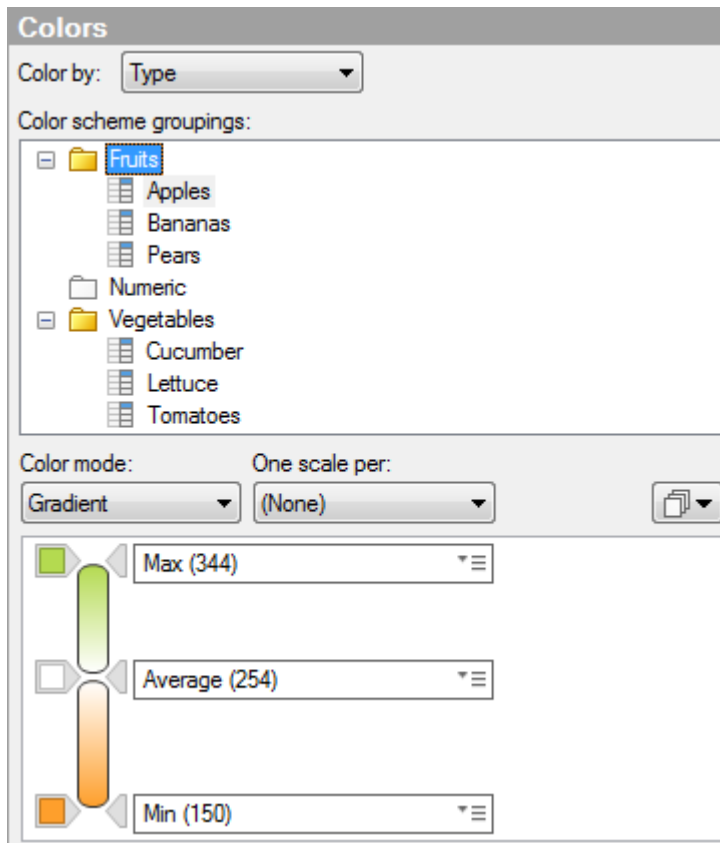 Colors
Color by: Type
Color scheme groupings:
Fruits
Apples
Bananas
Pears
Numeric
Vegetables
Cucumber
Lettuce
Tomatoes
Color mode: One scale per:
Gradient (None)
Max (344)
Average (254)
Min (150)